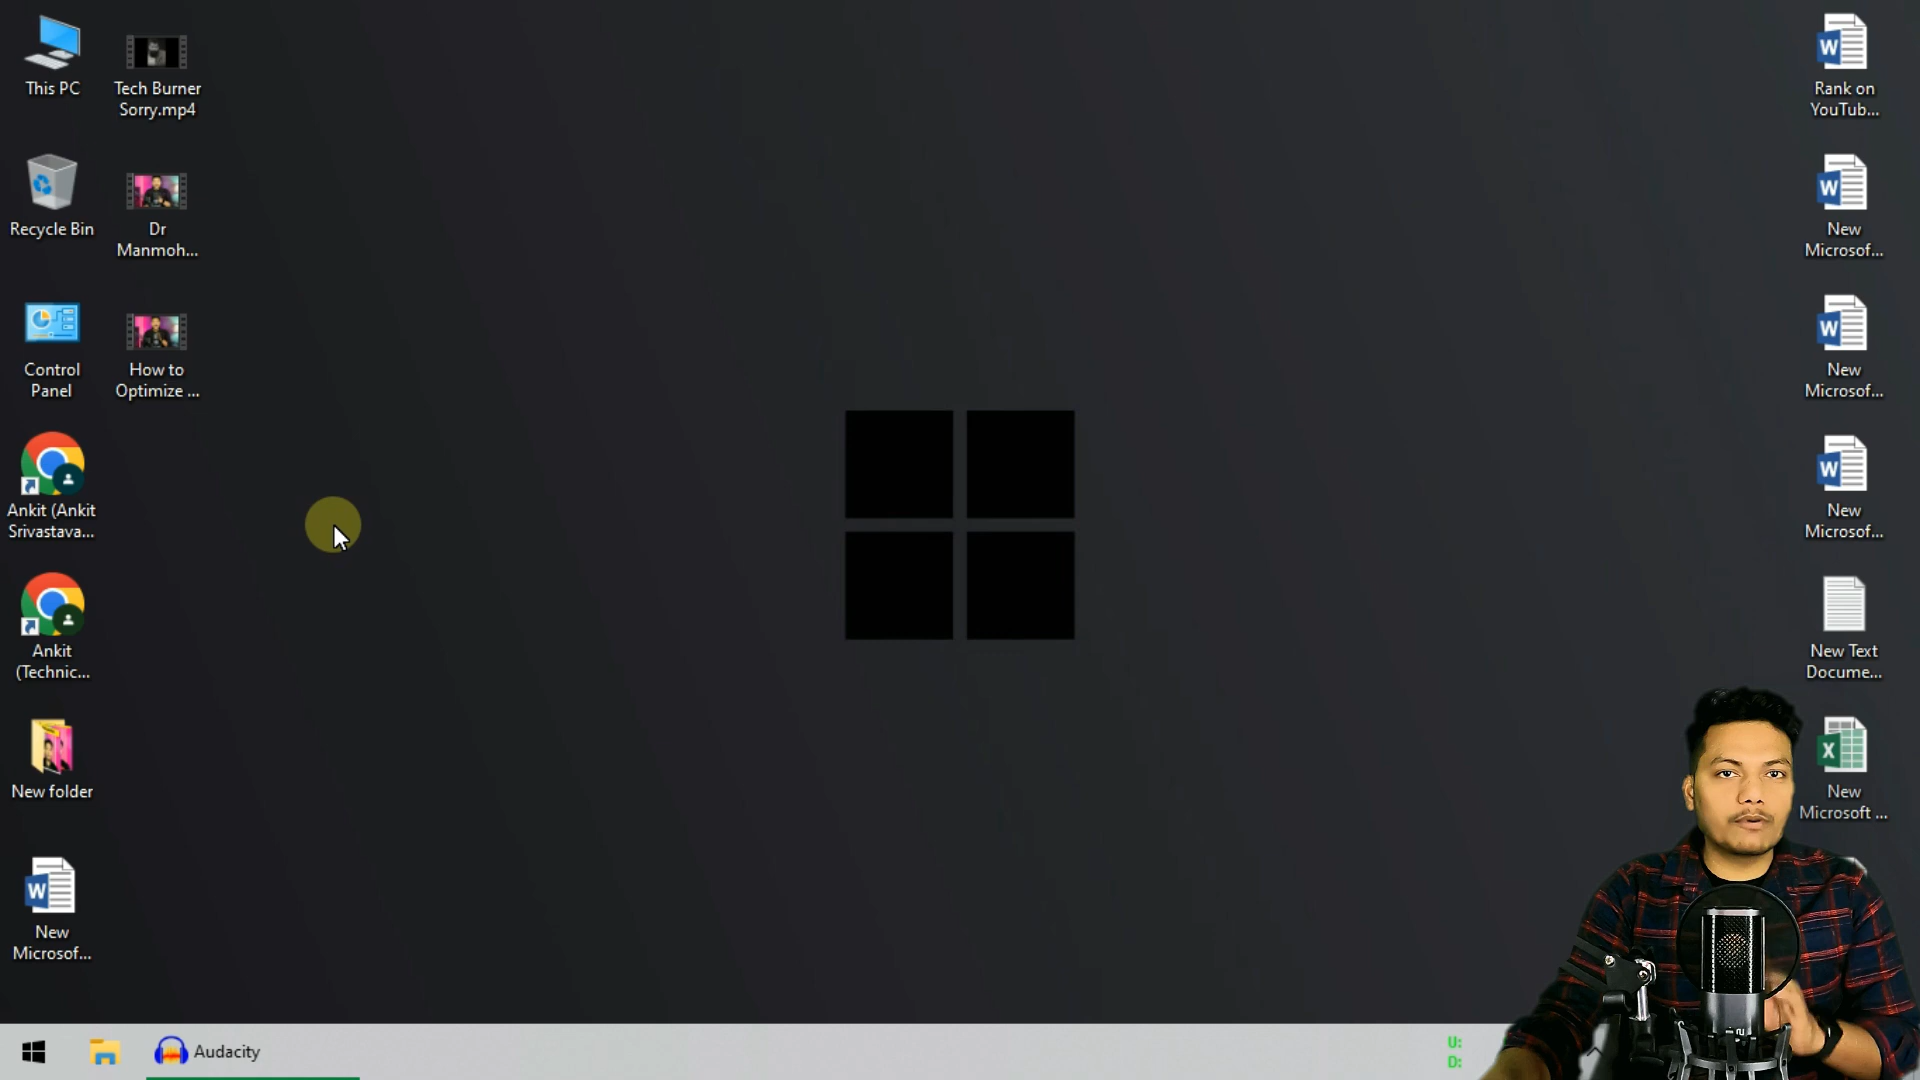 This PC
Tech Burner
Sorry.mp4
Rank on
YouTub...
Recycle Bin
Dr
Manmoh...
New
Microsof...
Control
Panel
How to
Optimize ...
New
Microsof...
Ankit (Ankit
Srivastava...
New
Microsof...
Ankit
(Technic...
New Text
Docume...
New folder
New
Microsoft ...
New
Microsof...
Audacity
U:
D: